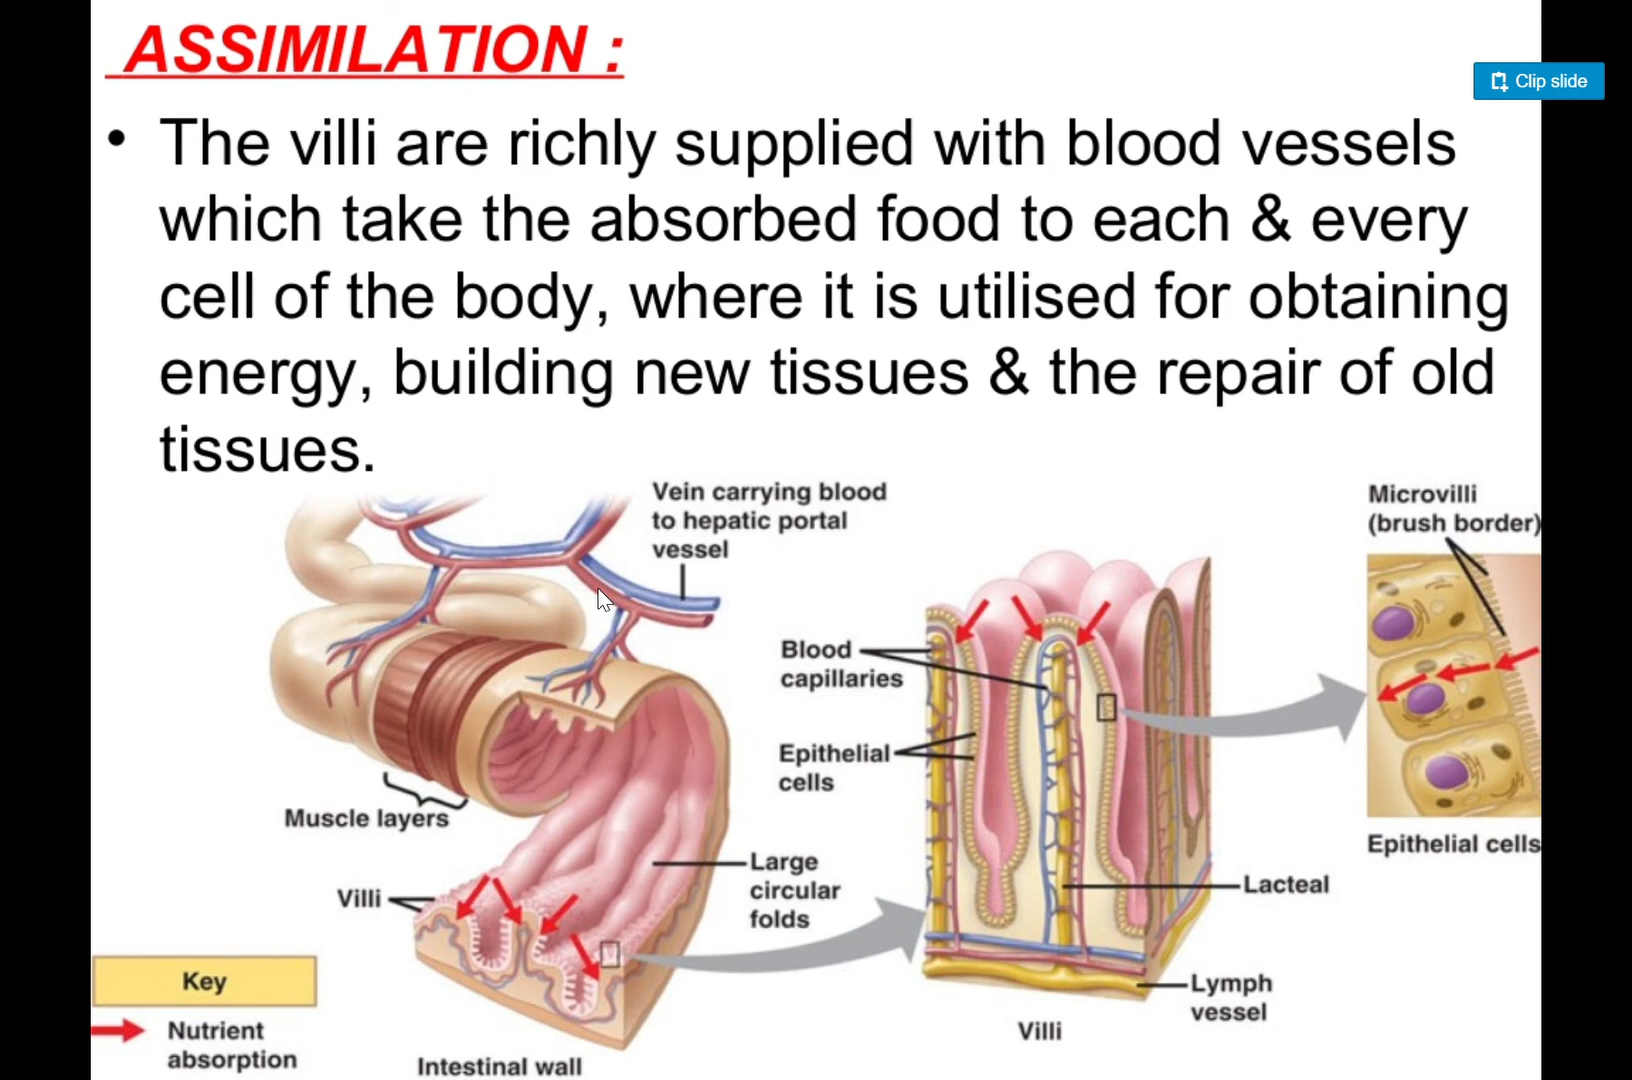 ASSIMILATION :
Clip slide
• The villi are richly supplied with blood vessels
which take the absorbed food to each & every
cell of the body, where it is utilised for obtaining
energy, building new tissues & the repair of old
tissues.
Vein carrying blood
to hepatic portal
vessel
Muscle layers
Villi
Large
circular
folds
Key
Nutrient
absorption
Intestinal wall
Blood
capillaries
Epithelial
cells
Lacteal
Lymph
vessel
Villi
Microvilli
(brush border)
Epithelial cells